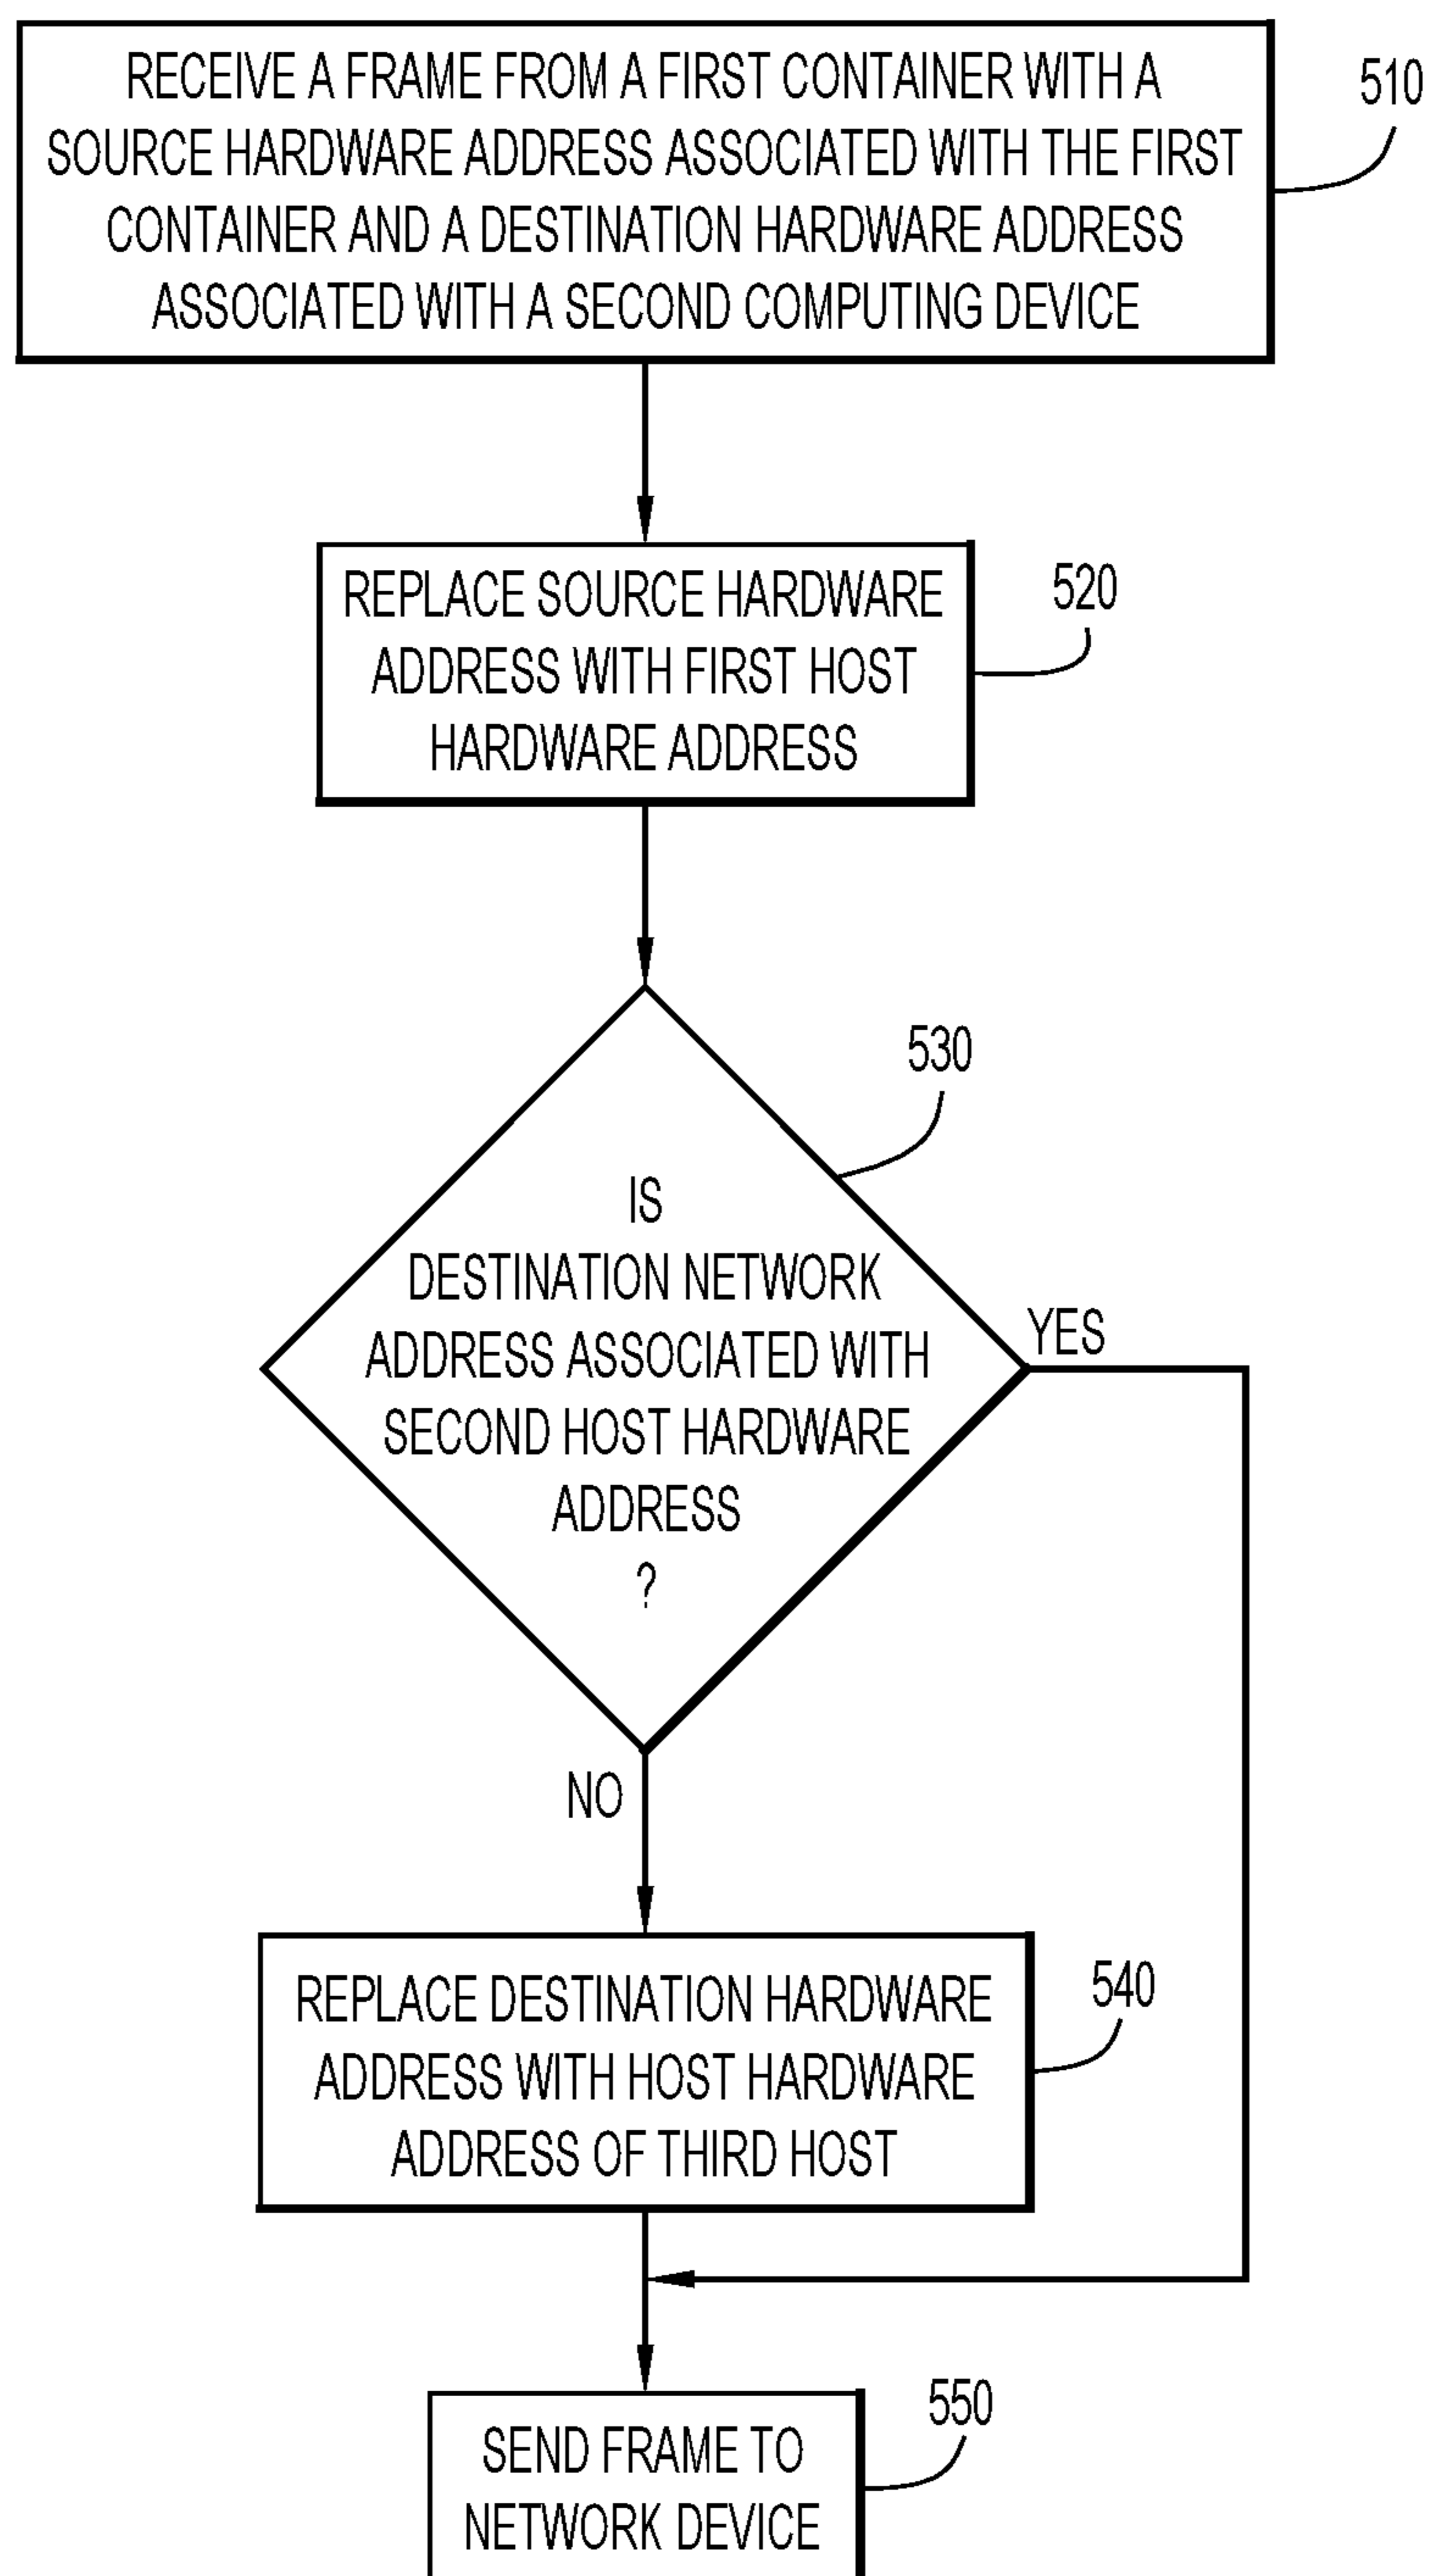 RECEIVE A FRAME FROM A FIRST CONTAINER WITH A
SOURCE HARDWARE ADDRESS ASSOCIATED WITH THE FIRST
CONTAINER AND A DESTINATION HARDWARE ADDRESS
ASSOCIATED WITH A SECOND COMPUTING DEVICE
510
REPLACE SOURCE HARDWARE
ADDRESS WITH FIRST HOST
HARDWARE ADDRESS
520
530
IS
DESTINATION NETWORK
ADDRESS ASSOCIATED WITH
SECOND HOST HARDWARE
ADDRESS
?
YES
NO
REPLACE DESTINATION HARDWARE
ADDRESS WITH HOST HARDWARE
ADDRESS OF THIRD HOST
540
SEND FRAME TO
NETWORK DEVICE
550